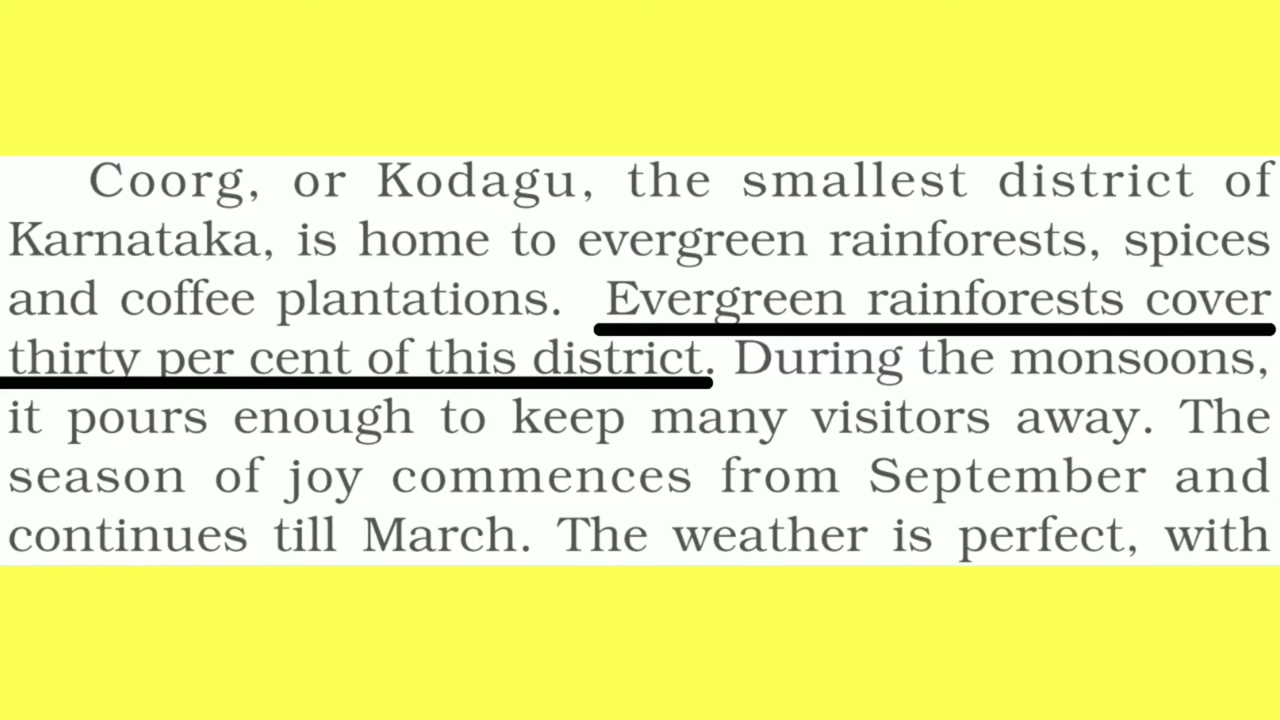 Coorg, or Kodagu, the smallest district of
Karnataka, is home to evergreen rainforests, spices
and coffee plantations. Evergreen rainforests cover
thirty per cent of this district. During the monsoons,
it pours enough to keep many visitors away. The
season of joy commences from September and
continues till March. The weather is perfect, with